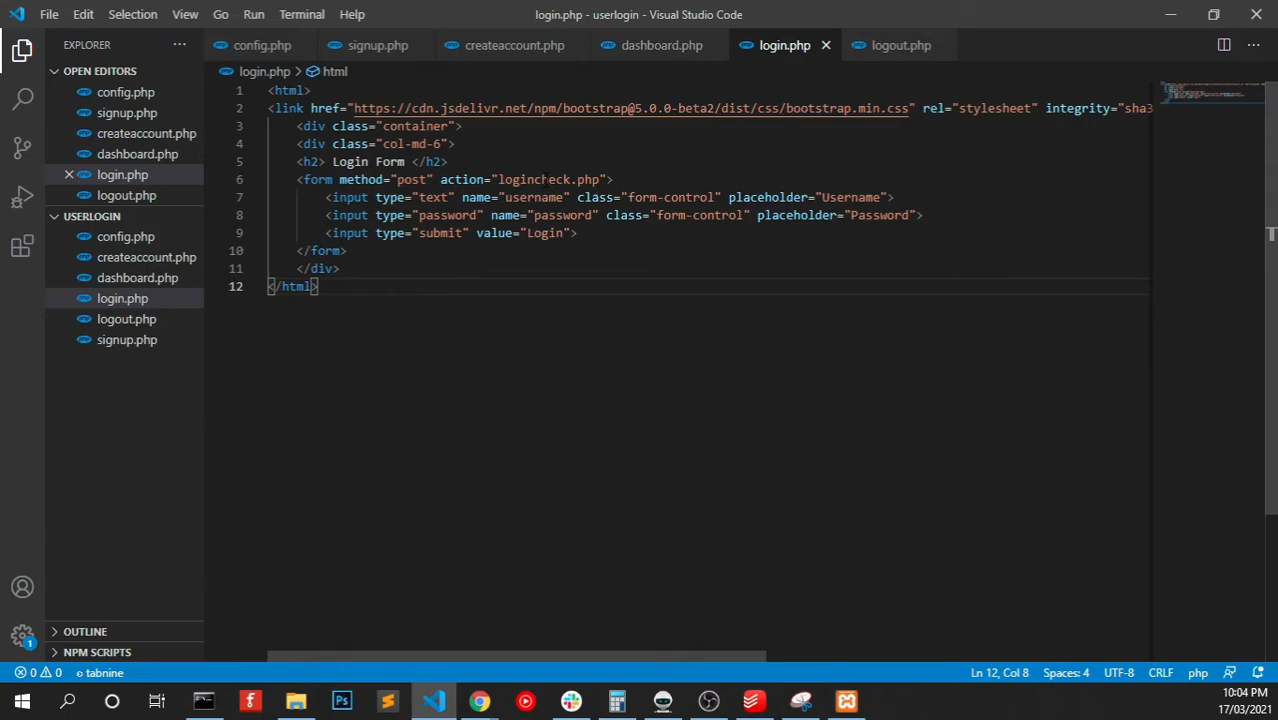 File Edit Selection View Go Run Terminal Help
login.php - userlogin - Visual Studio Code
EXPLORER
config.php signup.php createaccount.php dashboard.php login.php logout.php
OPEN EDITORS
config.php
signup.php
createaccount.php
dashboard.php
login.php
logout.php
USERLOGIN
config.php
createaccount.php
dashboard.php
login.php
logout.php
signup.php
OUTLINE
NPM SCRIPTS
login.php > html
1 <html>
2 <link href="https://cdn.jsdelivr.net/npm/bootstrap@5.0.0-beta2/dist/css/bootstrap.min.css" rel="stylesheet" integrity="sha3
3 <div class="container">
4 <div class="col-md-6">
5 <h2> Login Form </h2>
6 <form method="post" action="logincheck.php">
7 <input type="text" name="username" class="form-control" placeholder="Username">
8 <input type="password" name="password" class="form-control" placeholder="Password">
9 <input type="submit" value="Login">
10 </form>
11 </div>
12 </html>
1
0 0 tabnine
Ln 12, Col 8 Spaces: 4 UTF-8 CRLF php
Ps
10:04 PM
17/03/2021